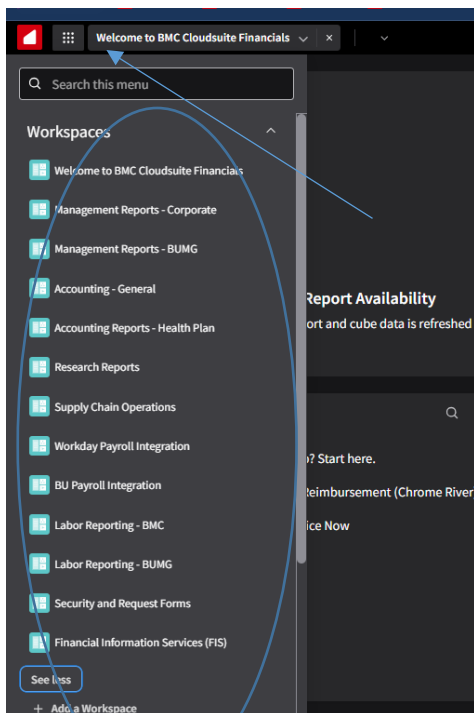 Welcome to BMC Cloudsuite Financials
Search this menu
Workspaces
Welcome to BMC Cloudsuite Financials
Management Reports - Corporate
Management Reports - BUMG
Accounting - General
Report Availability
ort and cube data is refreshed
Accounting Reports - Health Plan
Research Reports
Supply Chain Operations
Workday Payroll Integration
o? Start here.
BU Payroll Integration
Reimbursement (Chrome River
Labor Reporting - BMC
ice Now
Labor Reporting - BUMG
Security and Request Forms
Financial Information Services (FIS)
See less
+ Add a Workspace